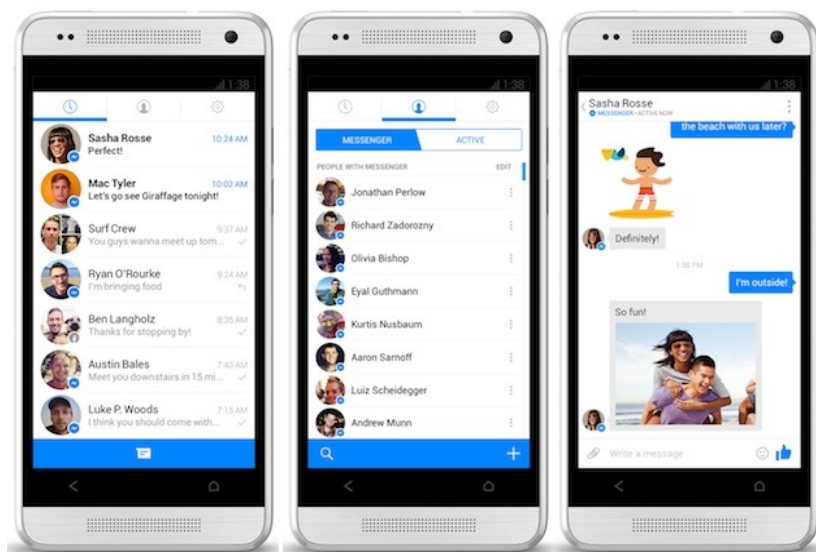 1:38
Sasha Rosse
10:24 AM
Perfect!
Mac Tyler
10:02 AM
Let's go see Giraffage tonight!
Surf Crew
9:37 AM
You guys wanna meet up tom...
Ryan O'Rourke
9:24 AM
I'm bringing food
Ben Langholz
8:35 AM
Thanks for stopping by!
Austin Bales
7:43 AM
Meet you downstairs in 15 mi...
Luke P. Woods
7:15 AM
I think you should come with...
1:38
MESSENGER
ACTIVE
PEOPLE WITH MESSENGER
EDIT
Jonathan Perlow
Richard Zadorozny
Olivia Bishop
Eyal Guthmann
Kurtis Nusbaum
Aaron Sarnoff
Luiz Scheidegger
Andrew Munn
1:38
Sasha Rosse
MESSENGER • ACTIVE NOW
the beach with us later?
Definitely!
1:38 PM
I'm outside!
So fun!
Write a message